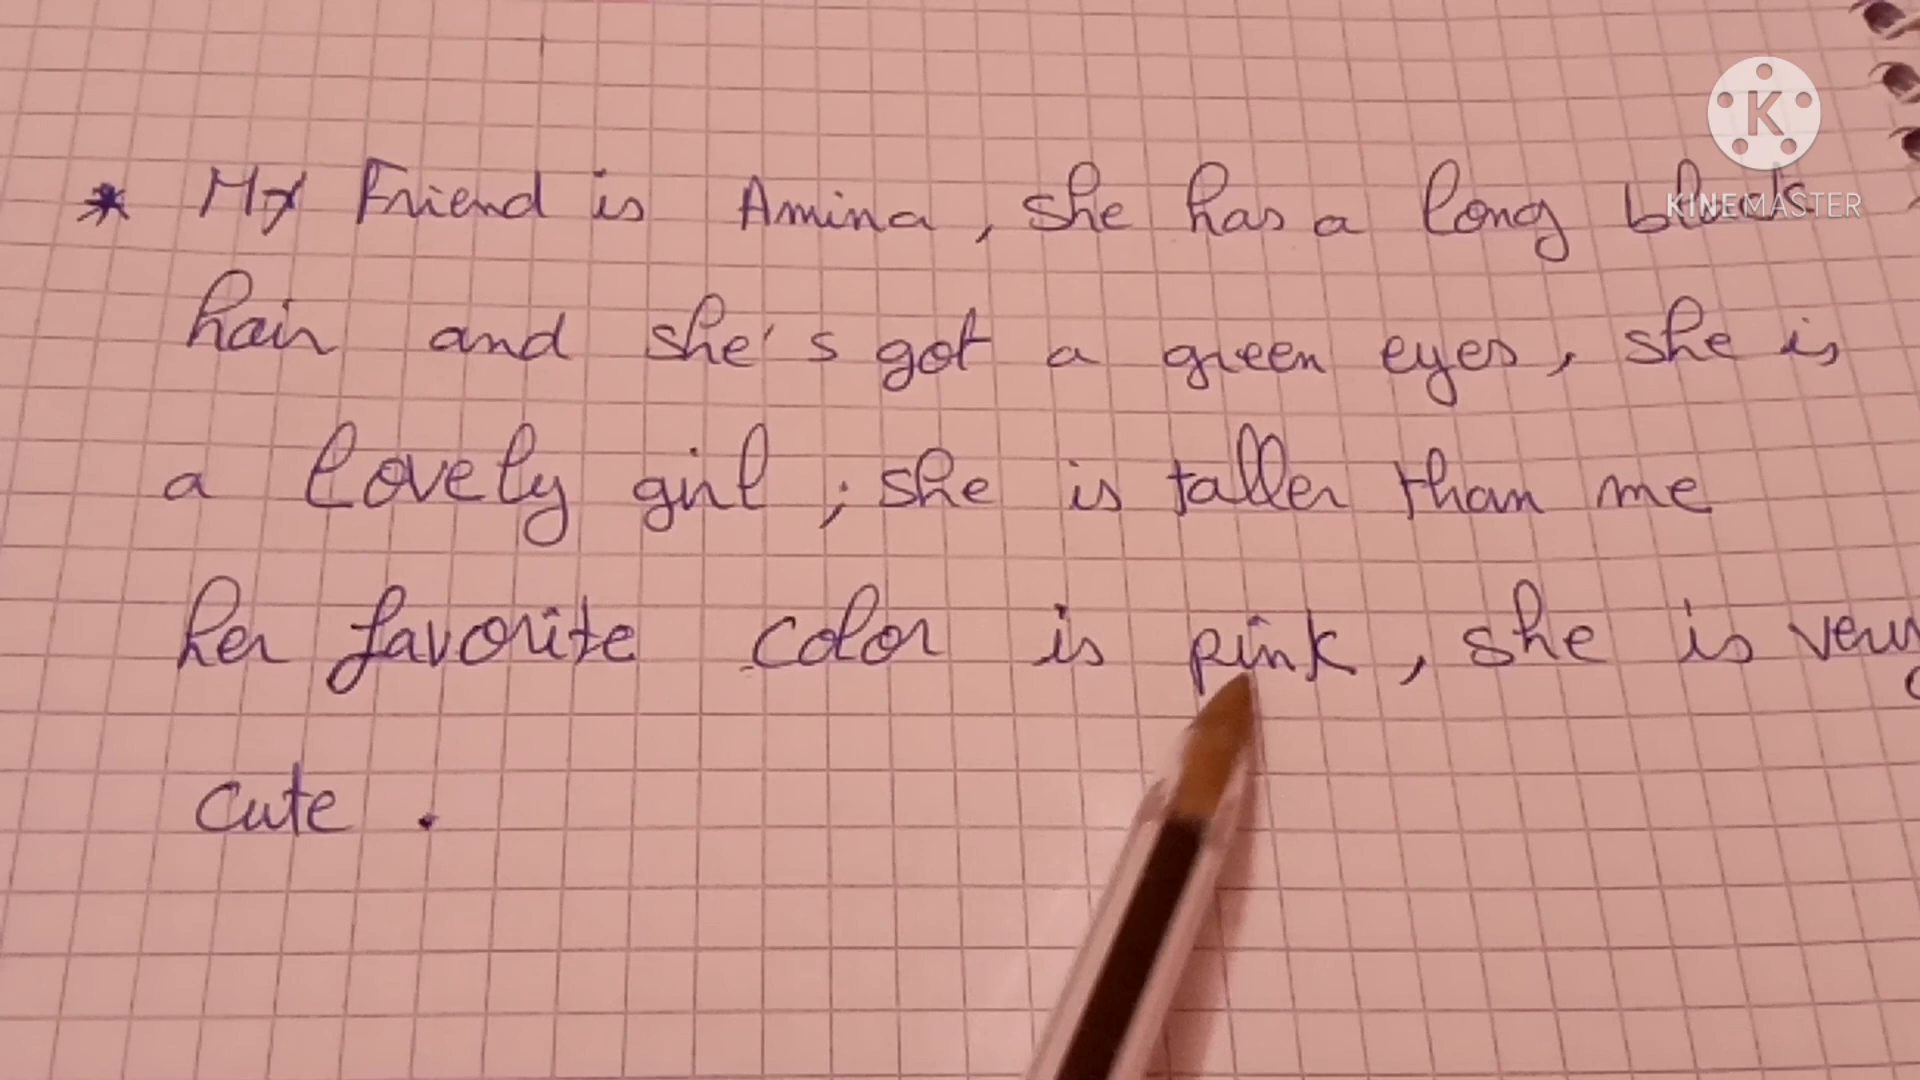 * My Friend is Amina, she has a long black
hair and she's got a green eyes, she is
a lovely girl, she is taller than me
her favorite color is pink, she is very
cute.
K
KINEMASTER